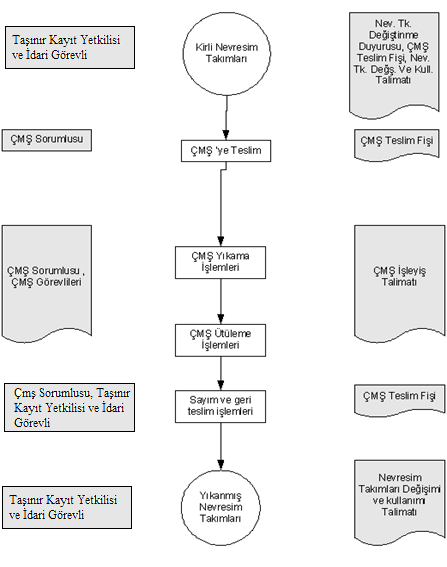 Taşınır Kayıt Yetkilisi
ve İdari Görevli
Kirli Nevresim
Takımları
Nev. Tk.
Değiştinme
Duyurusu, ÇMŞ
Teslim Fişi, Nev.
Tk. Değş. Ve Kull.
Talimatı
ÇMŞ Sorumlusu
ÇMŞ 'ye Teslim
ÇMŞ Teslim Fişi
ÇMŞ Sorumlusu ,
ÇMŞ Görevlileri
ÇMŞ Yıkama
İşlemleri
ÇMŞ İşleyiş
Talimatı
ÇMŞ Ütüleme
İşlemleri
Çmş Sorumlusu, Taşınır
Kayıt Yetkilisi ve İdari
Görevli
Sayım ve geri
teslim işlemleri
ÇMŞ Teslim Fişi
Taşınır Kayıt Yetkilisi
ve İdari Görevli
Yıkanmış
Nevresim
Takımları
Nevresim
Takımları Değişimi
ve kullanımı
Talimatı